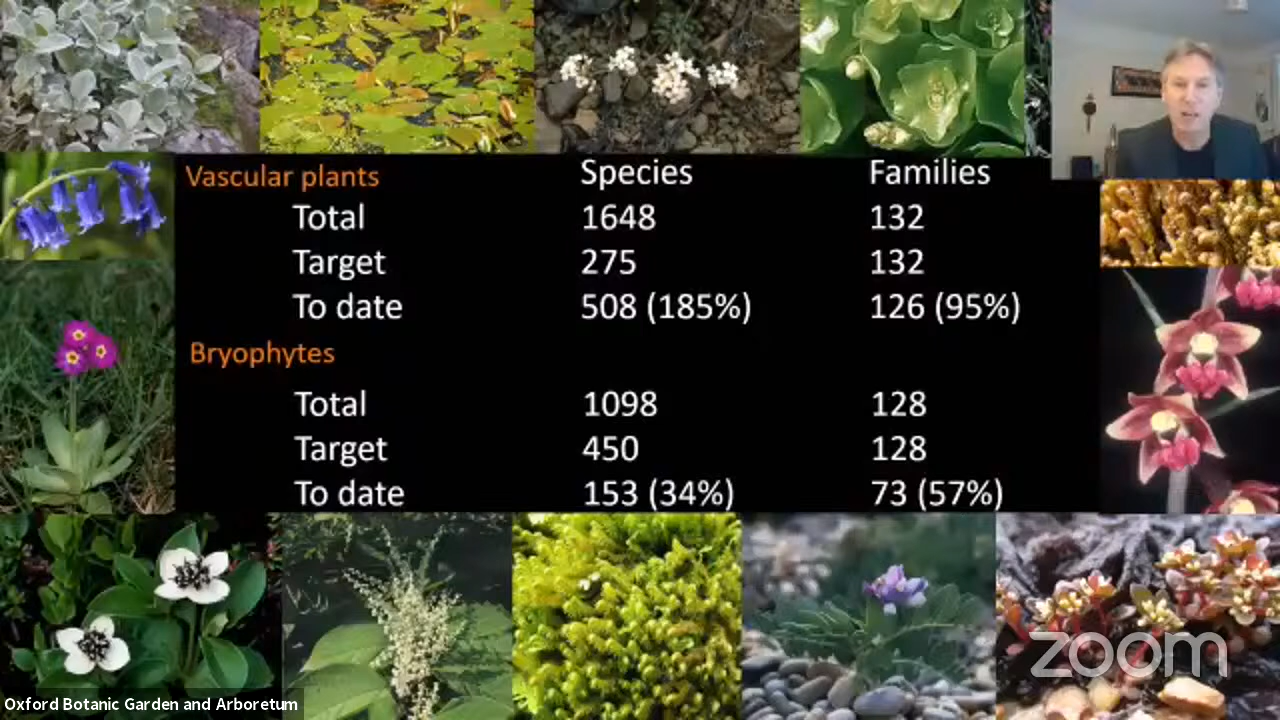 Vascular plants Species Families
Total 1648 132
Target 275 132
To date 508 (185%) 126 (95%)
Bryophytes
Total 1098 128
Target 450 128
To date 153 (34%) 73 (57%)
zoom
Oxford Botanic Garden and Arboretum